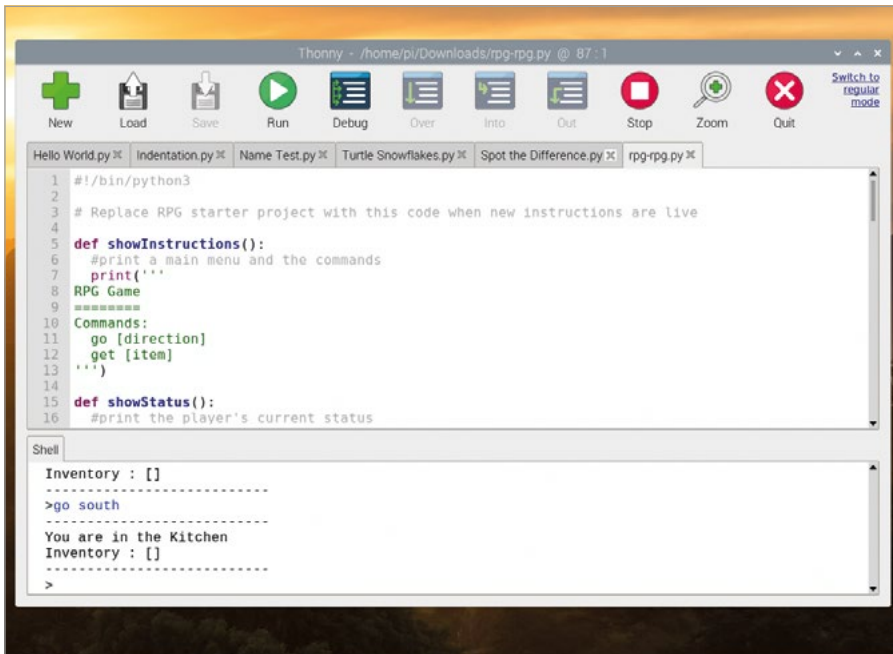 Thonny - /home/pi/Downloads/rpg-rpg.py @ 87:1
New Load Save Run Debug Over Into Out Stop Zoom Quit
Switch to
regular
mode
Hello World.py Indentation.py Name Test.py Turtle Snowflakes.py Spot the Difference.py rpg-rpg.py
1 #!/bin/python3
2
3 # Replace RPG starter project with this code when new instructions are live
4
5 def showInstructions():
6   #print a main menu and the commands
7   print('''
8 RPG Game
9 ========
10 Commands:
11   go [direction]
12   get [item]
13 ''')
14
15 def showStatus():
16   #print the player's current status
Shell
Inventory : []
---------------------------
>go south
---------------------------
You are in the Kitchen
Inventory : []
---------------------------
>